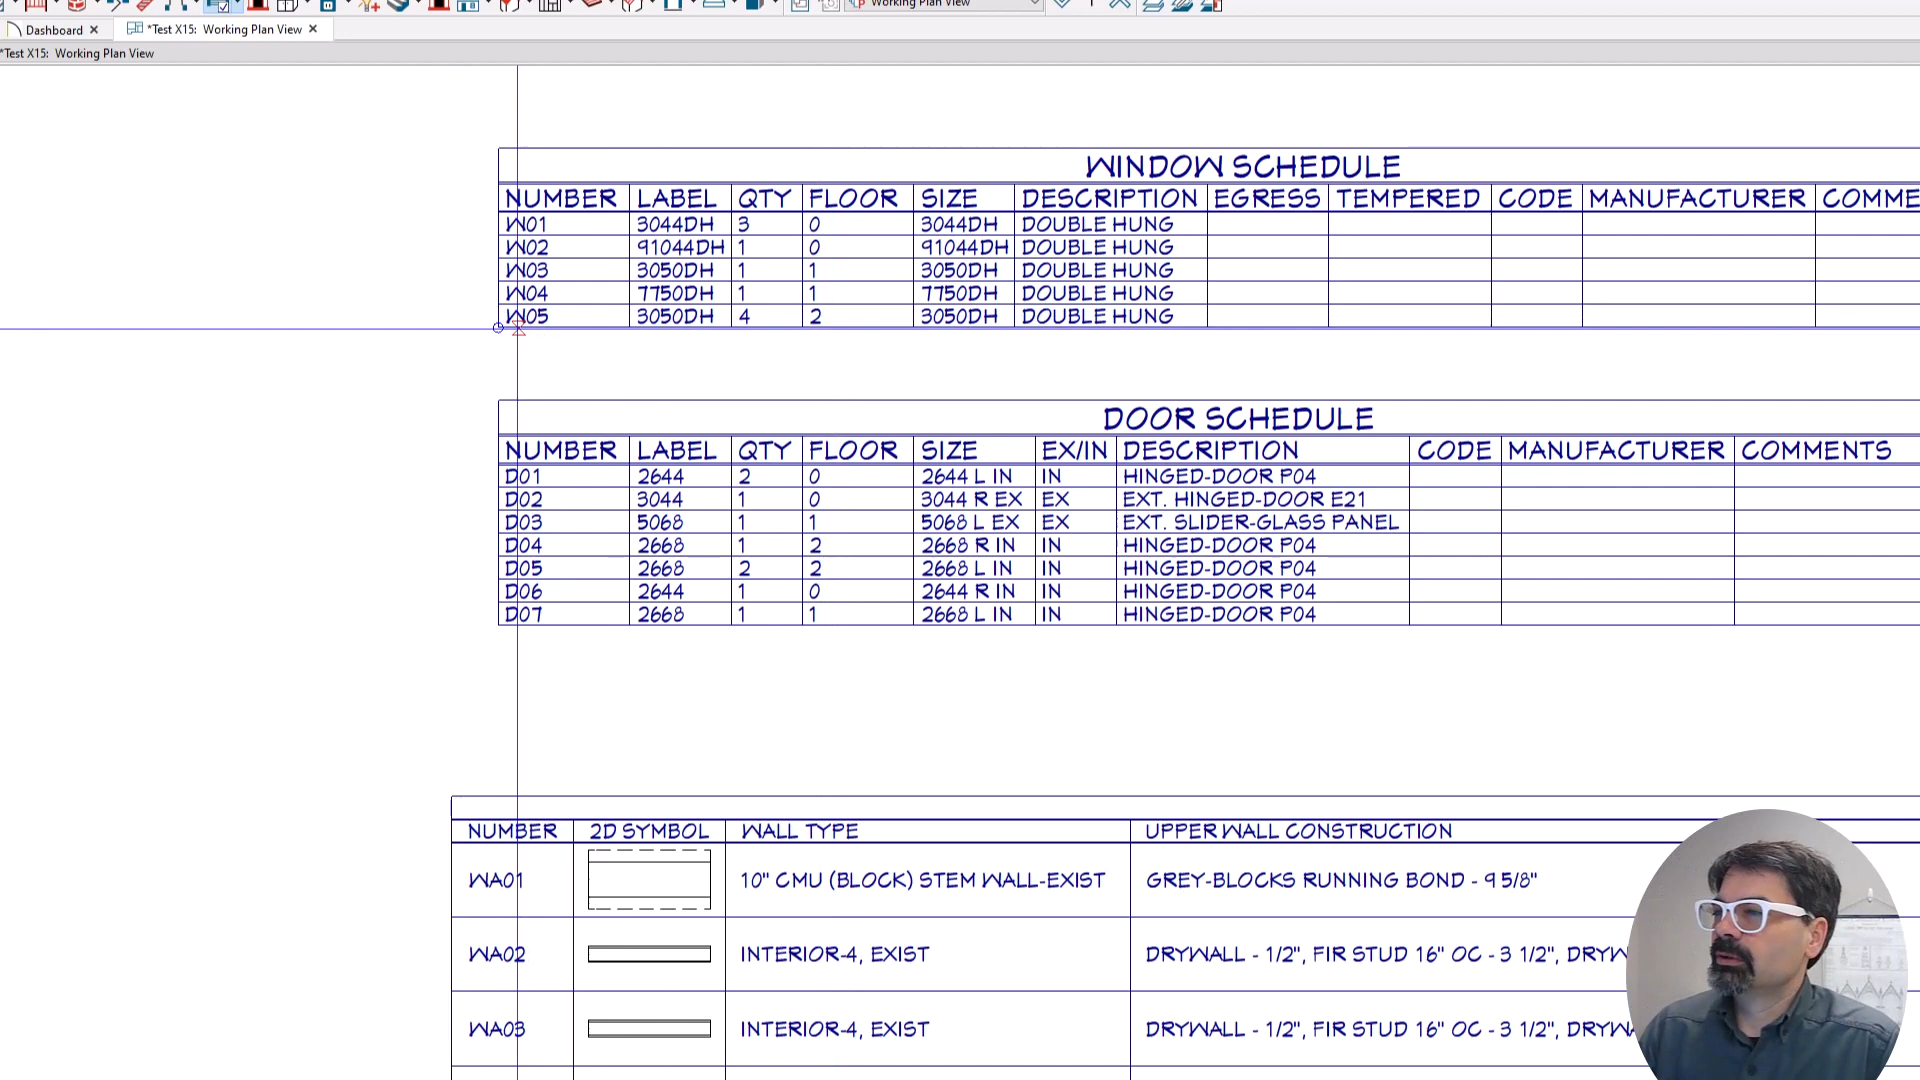 Working Plan View
Dashboard
*Test X15: Working Plan View
*Test X15: Working Plan View
WINDOW SCHEDULE
NUMBER LABEL QTY FLOOR SIZE DESCRIPTION EGRESS TEMPERED CODE MANUFACTURER COMME
W01 3044DH 3 0 3044DH DOUBLE HUNG
W02 91044DH 1 0 91044DH DOUBLE HUNG
W03 3050DH 1 1 3050DH DOUBLE HUNG
W04 7750DH 1 1 7750DH DOUBLE HUNG
W05 3050DH 4 2 3050DH DOUBLE HUNG
DOOR SCHEDULE
NUMBER LABEL QTY FLOOR SIZE EX/IN DESCRIPTION CODE MANUFACTURER COMMENTS
D01 2644 2 0 2644 L IN IN HINGED-DOOR P04
D02 3044 1 0 3044 R EX EX EXT. HINGED-DOOR E21
D03 5068 1 1 5068 L EX EX EXT. SLIDER-GLASS PANEL
D04 2668 1 2 2668 R IN IN HINGED-DOOR P04
D05 2668 2 2 2668 L IN IN HINGED-DOOR P04
D06 2644 1 0 2644 R IN IN HINGED-DOOR P04
D07 2668 1 1 2668 L IN IN HINGED-DOOR P04
NUMBER 2D SYMBOL WALL TYPE UPPER WALL CONSTRUCTION
WA01 10" CMU (BLOCK) STEM WALL-EXIST GREY-BLOCKS RUNNING BOND - 9 5/8"
WA02 INTERIOR-4, EXIST DRYWALL - 1/2", FIR STUD 16" OC - 3 1/2", DRYW
WA03 INTERIOR-4, EXIST DRYWALL - 1/2", FIR STUD 16" OC - 3 1/2", DRYW